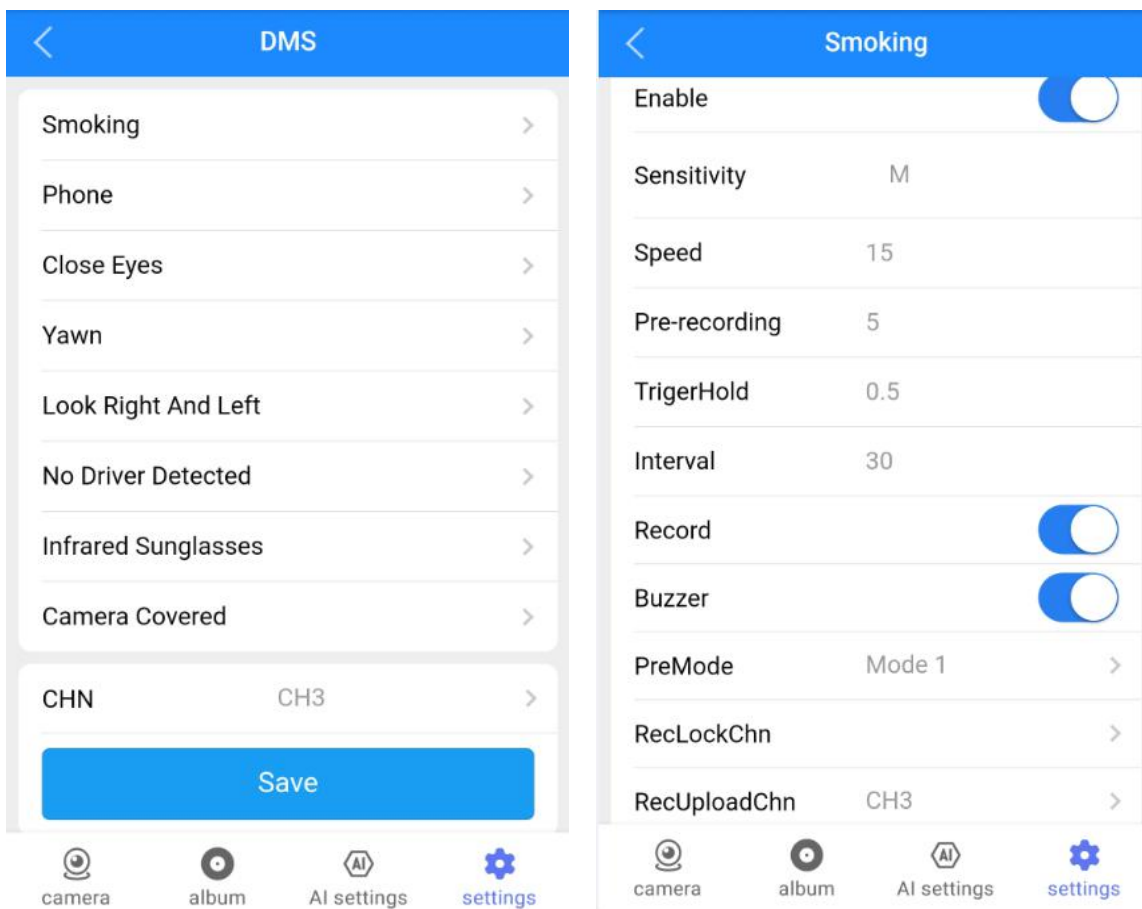 DMS
Smoking
Phone
Close Eyes
Yawn
Look Right And Left
No Driver Detected
Infrared Sunglasses
Camera Covered
CHN CH3
Save
camera album AI settings settings
Smoking
Enable
Sensitivity M
Speed 15
Pre-recording 5
TrigerHold 0.5
Interval 30
Record
Buzzer
PreMode Mode 1
RecLockChn
RecUploadChn CH3
camera album AI settings settings